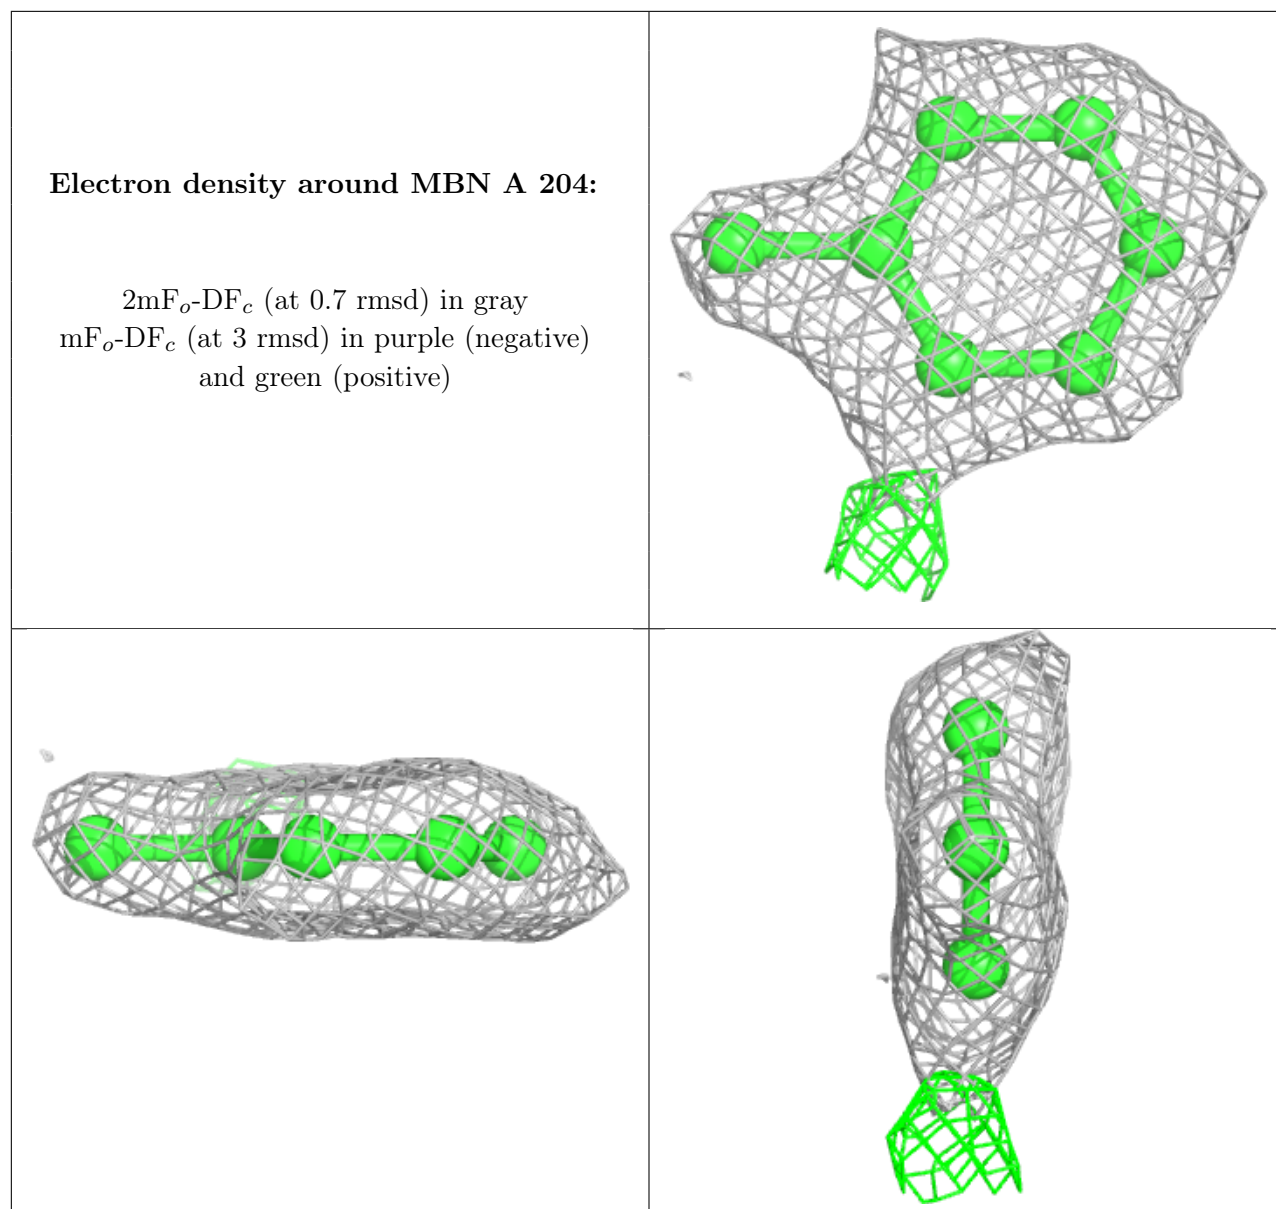 Electron density around MBN A 204:
2mFo-DFc (at 0.7 rmsd) in gray
mFo-DFc (at 3 rmsd) in purple (negative)
and green (positive)